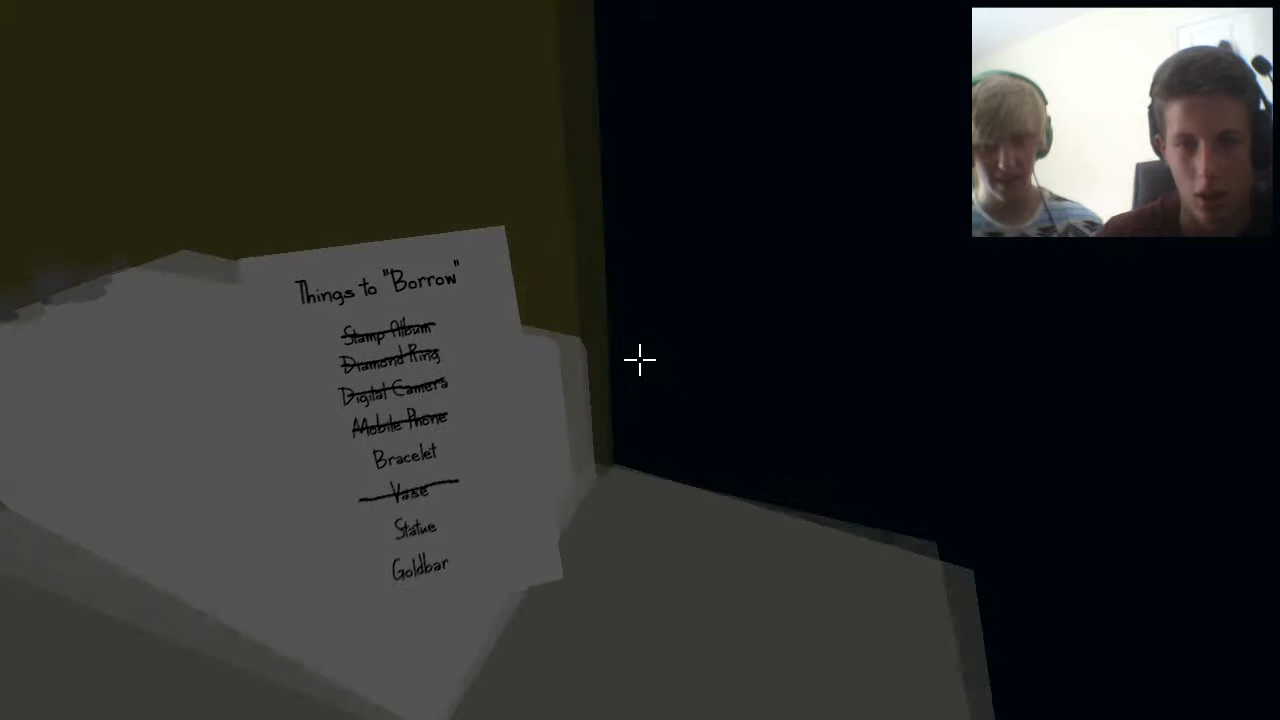 Things to "Borrow"
Stamp Album
Diamond Ring
Digital Camera
Mobile Phone
Bracelet
Vase
Statue
Goldbar